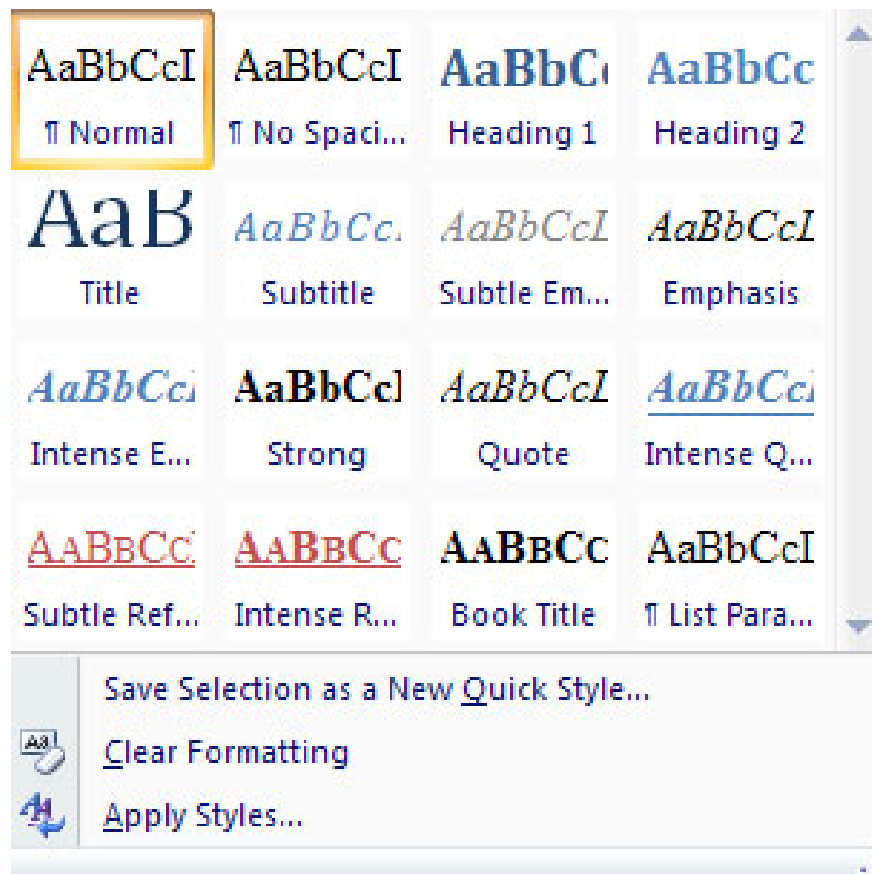 AaBbCcI AaBbCcI AaBbC AaBbCc
¶ Normal ¶ No Spaci... Heading 1 Heading 2
AaB AaBbCc. AaBbCcI AaBbCcI
Title Subtitle Subtle Em... Emphasis
AaBbCcI AaBbCcI AaBbCcI AaBbCcI
Intense E... Strong Quote Intense Q...
AABBCC AABBCC AABBCC AaBbCcI
Subtle Ref... Intense R... Book Title ¶ List Para...
Save Selection as a New Quick Style...
Clear Formatting
Apply Styles...